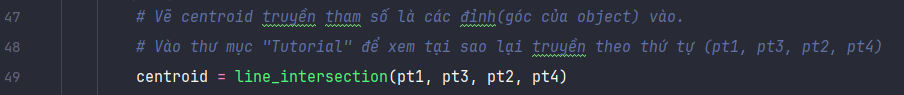 47 # Vẽ centroid truyền tham số là các đỉnh(góc của object) vào.
48 # Vào thư mục "Tutorial" để xem tại sao lại truyền theo thứ tự (pt1, pt3, pt2, pt4)
49 centroid = line_intersection(pt1, pt3, pt2, pt4)